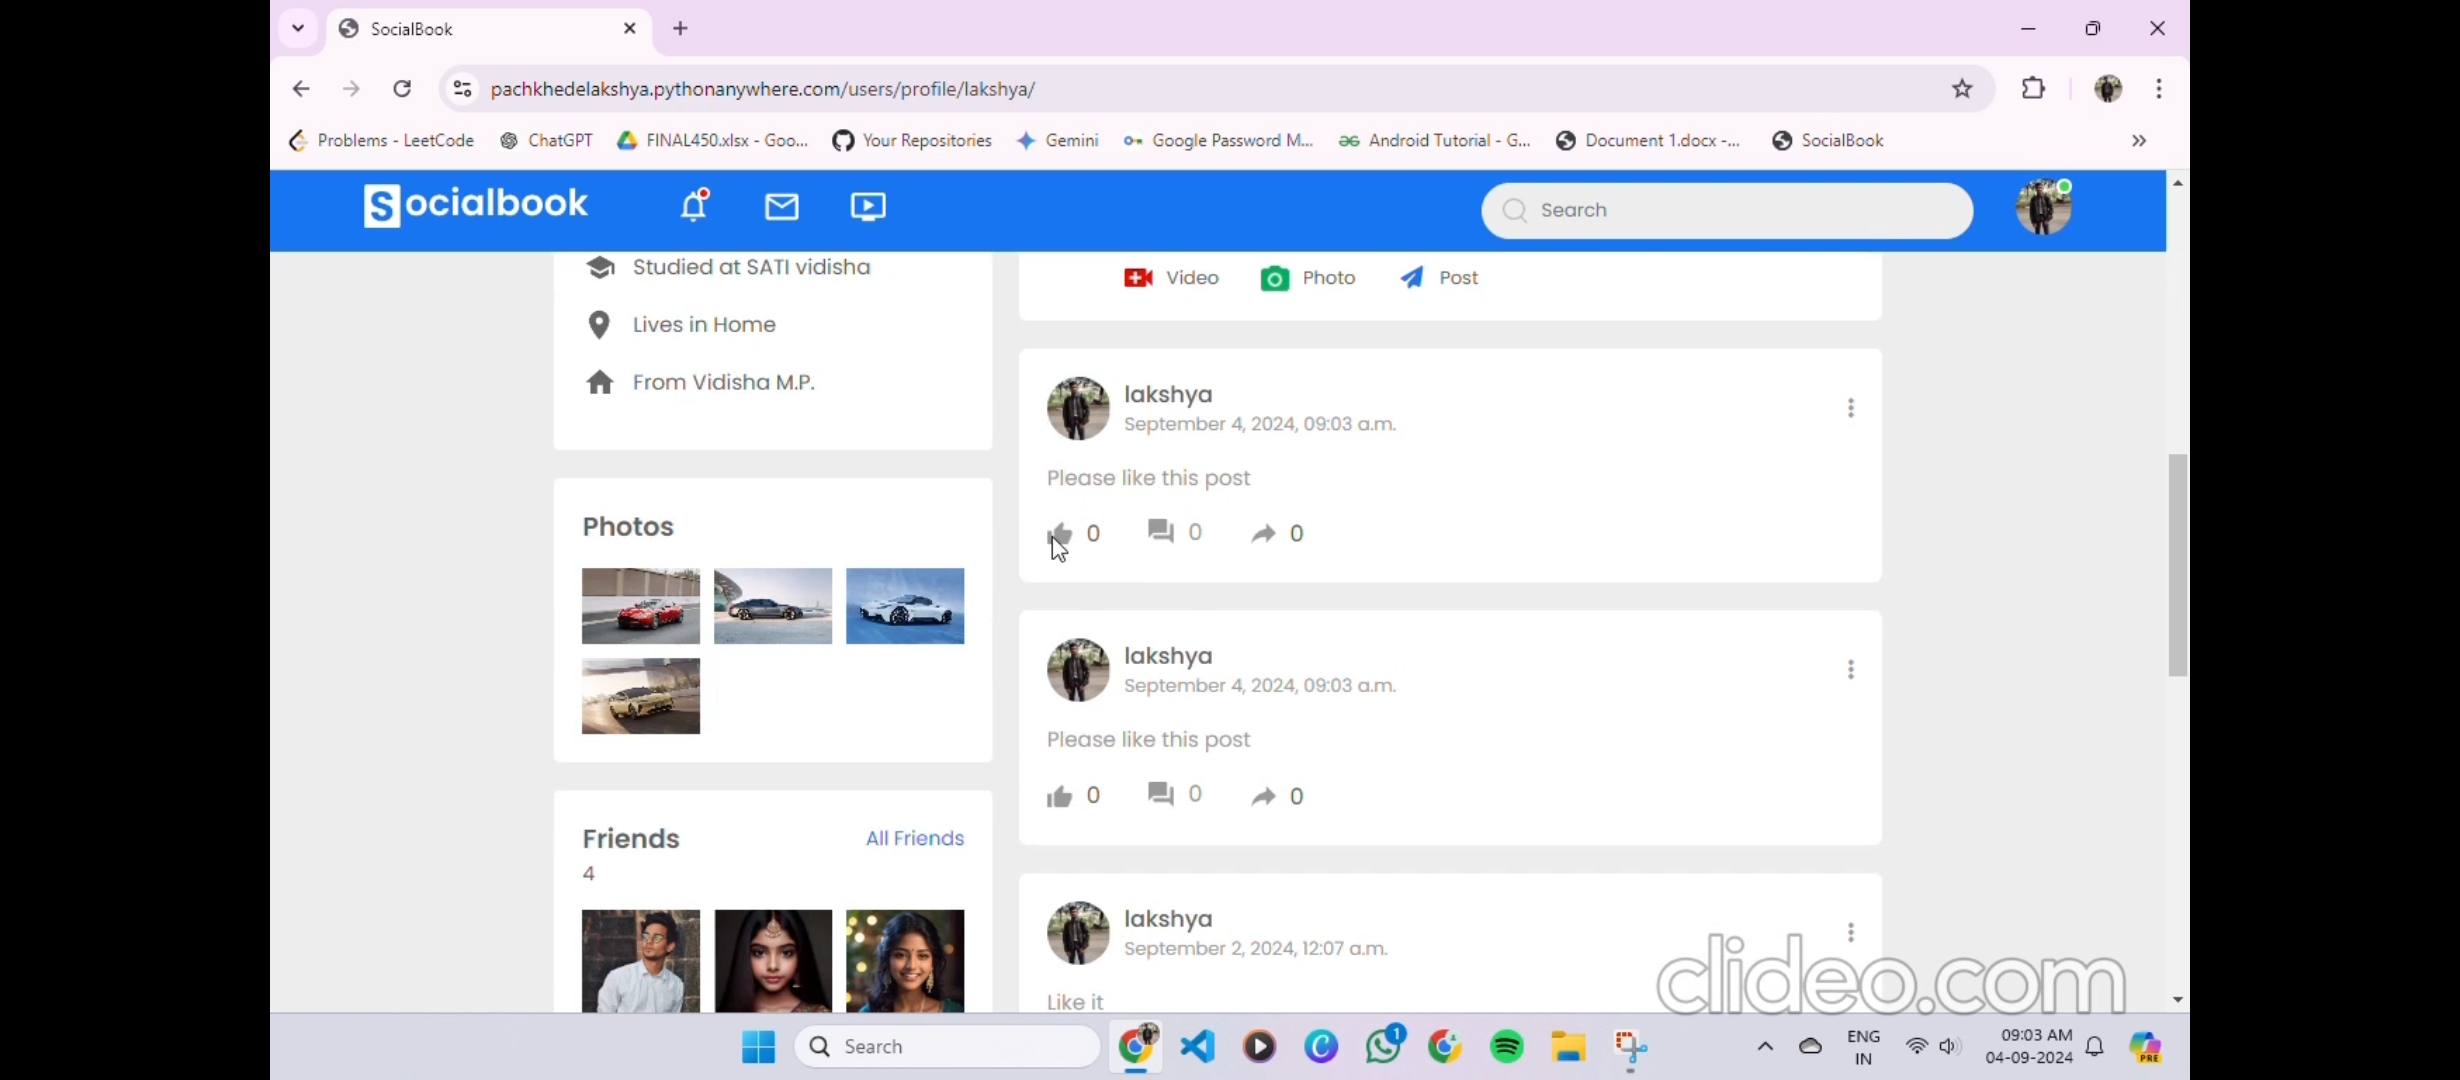 SocialBook
pachkhedelakshya.pythonanywhere.com/users/profile/lakshya/
Problems - LeetCode
ChatGPT
FINAL450.xlsx - Goo...
Your Repositories
Gemini
Google Password M...
Android Tutorial - G...
Document 1.docx -...
SocialBook
Socialbook
Search
Studied at SATI vidisha
Lives in Home
From Vidisha M.P.
Photos
Friends
All Friends
4
Video
Photo
Post
lakshya
September 4, 2024, 09:03 a.m.
Please like this post
0
0
0
lakshya
September 4, 2024, 09:03 a.m.
Please like this post
0
0
0
lakshya
September 2, 2024, 12:07 a.m.
Like it
clideo.com
Search
1
ENG
IN
09:03 AM
04-09-2024
PRE